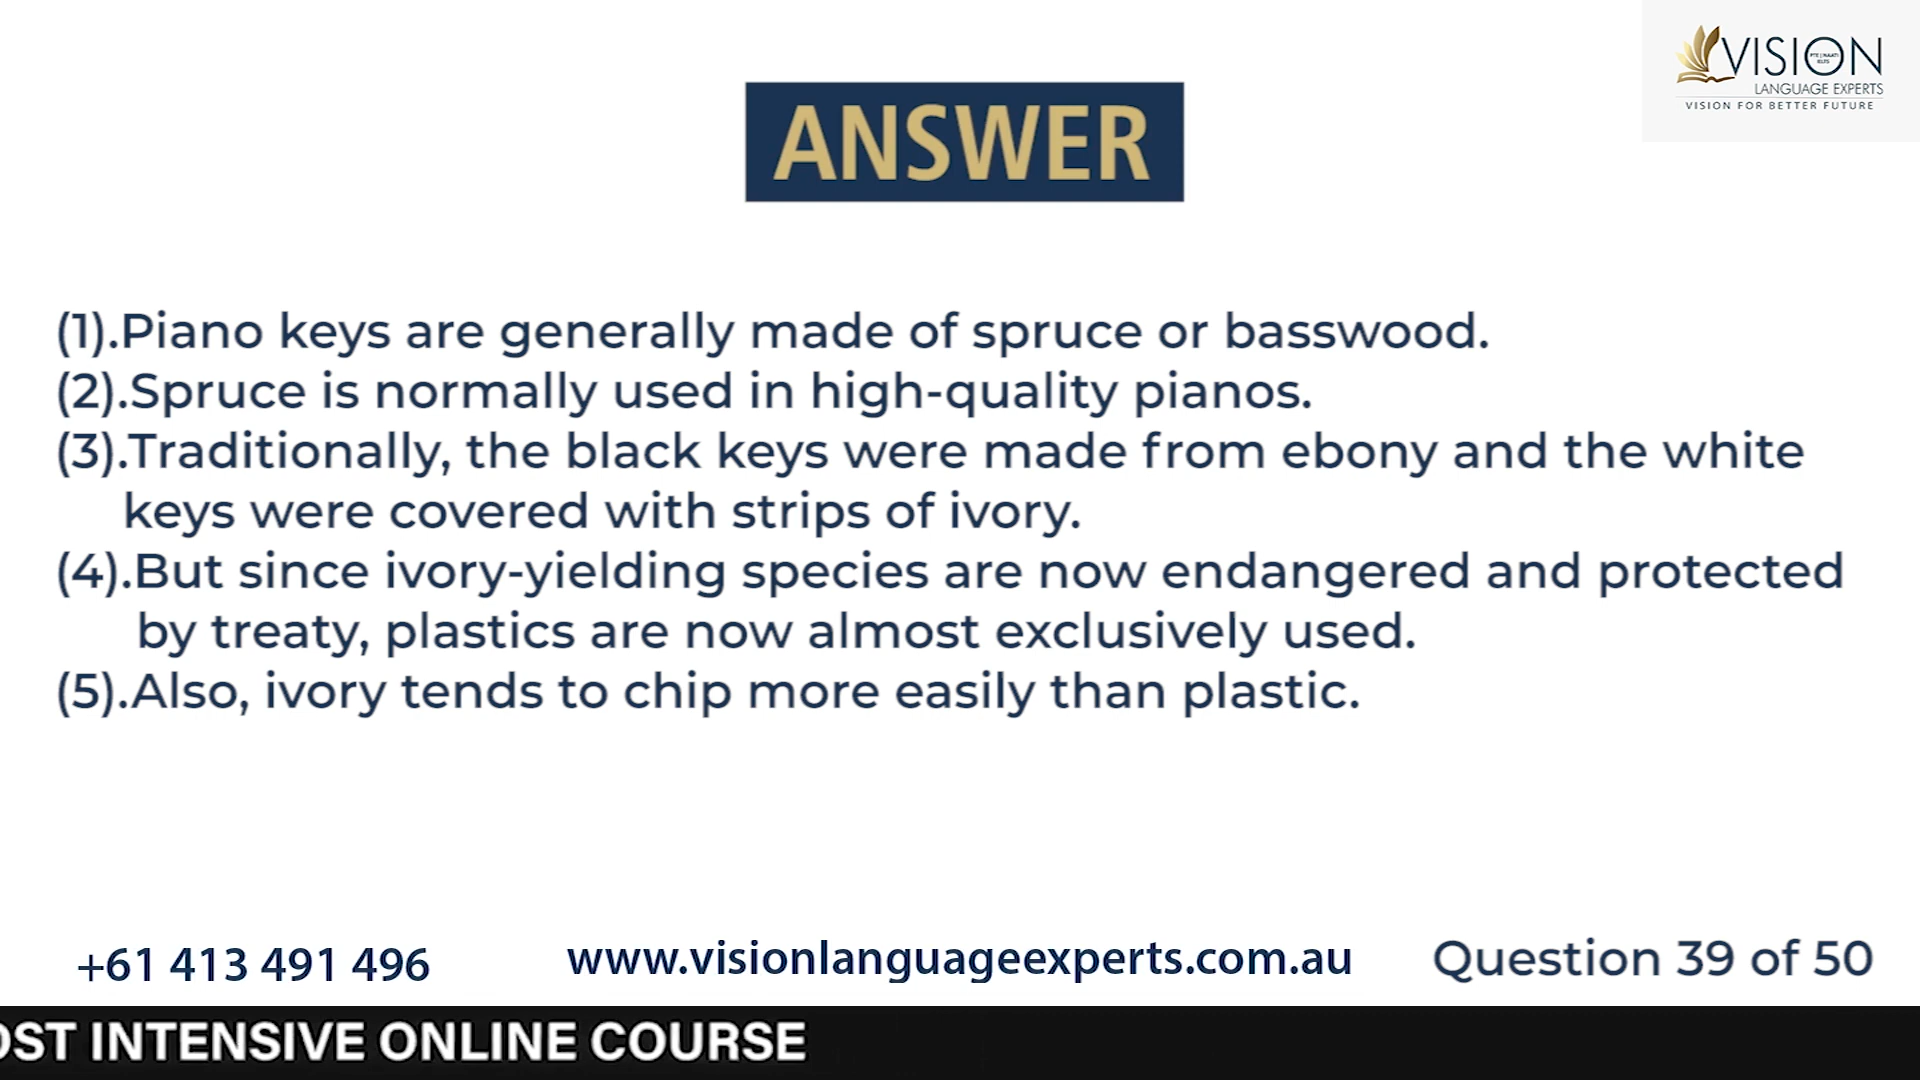 VISION
LANGUAGE EXPERTS
VISION FOR BETTER FUTURE
ANSWER
(1).Piano keys are generally made of spruce or basswood.
(2).Spruce is normally used in high-quality pianos.
(3).Traditionally, the black keys were made from ebony and the white
keys were covered with strips of ivory.
(4).But since ivory-yielding species are now endangered and protected
by treaty, plastics are now almost exclusively used.
(5).Also, ivory tends to chip more easily than plastic.
+61 413 491 496
www.visionlanguageexperts.com.au
Question 39 of 50
OST INTENSIVE ONLINE COURSE